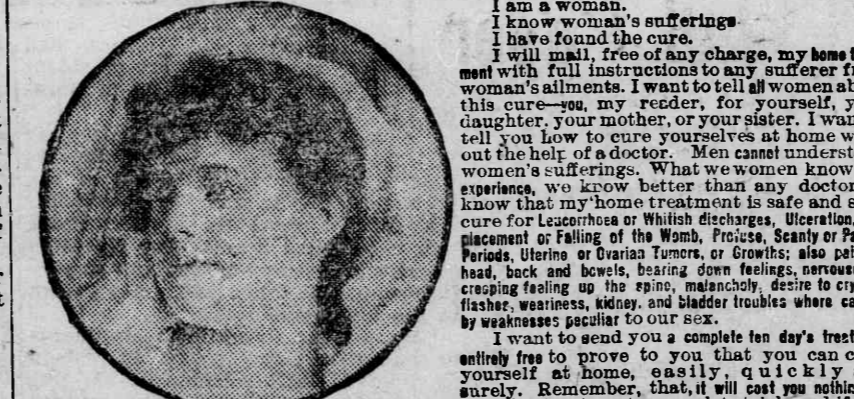 I am a woman.
I know woman's sufferings.
I have found the cure.
I will mail, free of any charge, my home t
ment with full instructions to any sufferer f
woman's ailments. I want to tell all women ab
this cure—you, my reader, for yourself, y
daughter, your mother, or your sister. I wan
tell you how to cure yourselves at home w
out the help of a doctor. Men cannot underst
women's sufferings. What we women know
experience, we know better than any doctor
know that my home treatment is safe and s
cure for Leucorrhoea or Whitish discharges, Ulceration,
placement or Falling of the Womb, Profuse, Scanty or Pa
Periods, Uterine or Ovarian Tumors, or Growths; also pai
head, back and bowels, bearing down feelings, nervous
creeping feeling up the spine, melancholy, desire to cry
flashes, weariness, kidney, and bladder troubles where ca
by weaknesses peculiar to our sex.
I want to send you a complete ten day's treat
entirely free to prove to you that you can c
yourself at home, easily, quickly
surely. Remember, that, it will cost you nothin